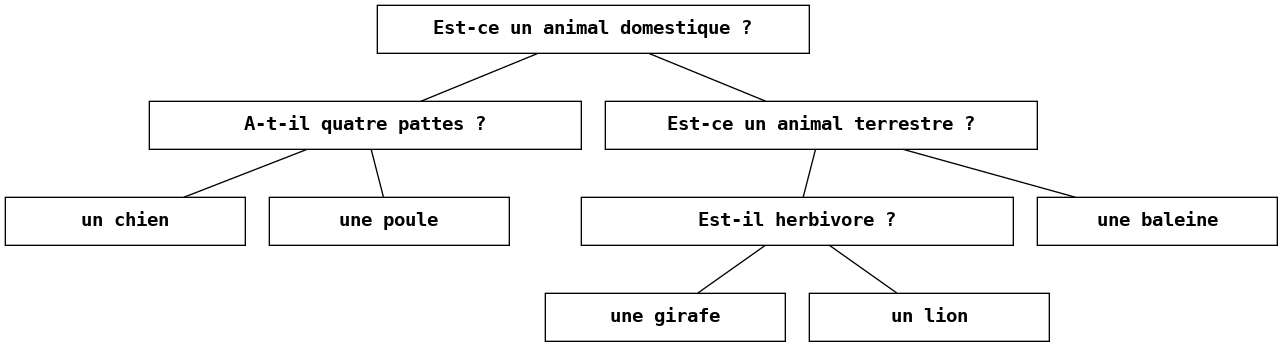 Est-ce un animal domestique ?
A-t-il quatre pattes ?
Est-ce un animal terrestre ?
un chien
une poule
Est-il herbivore ?
une baleine
une girafe
un lion